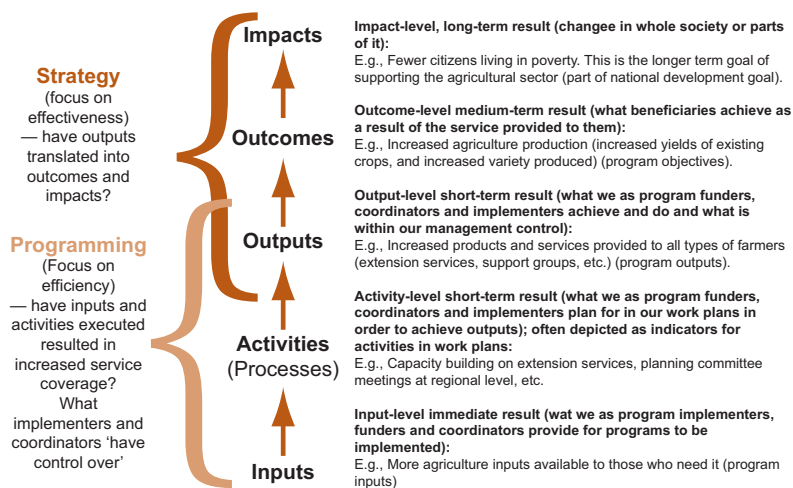 Strategy
(focus on
effectiveness)
— have outputs
translated into
outcomes and
impacts?
Programming
(Focus on
efficiency)
— have inputs and
activities executed
resulted in
increased service
coverage?
What
implementers and
coordinators ‘have
control over’
Impacts
Outcomes
Outputs
Activities
(Processes)
Inputs
Impact-level, long-term result (changee in whole society or parts
of it):
E.g., Fewer citizens living in poverty. This is the longer term goal of
supporting the agricultural sector (part of national development goal).
Outcome-level medium-term result (what beneficiaries achieve as
a result of the service provided to them):
E.g., Increased agriculture production (increased yields of existing
crops, and increased variety produced) (program objectives).
Output-level short-term result (what we as program funders,
coordinators and implementers achieve and do and what is
within our management control):
E.g., Increased products and services provided to all types of farmers
(extension services, support groups, etc.) (program outputs).
Activity-level short-term result (what we as program funders,
coordinators and implementers plan for in our work plans in
order to achieve outputs); often depicted as indicators for
activities in work plans:
E.g., Capacity building on extension services, planning committee
meetings at regional level, etc.
Input-level immediate result (wat we as program implementers,
funders and coordinators provide for programs to be
implemented):
E.g., More agriculture inputs available to those who need it (program
inputs)